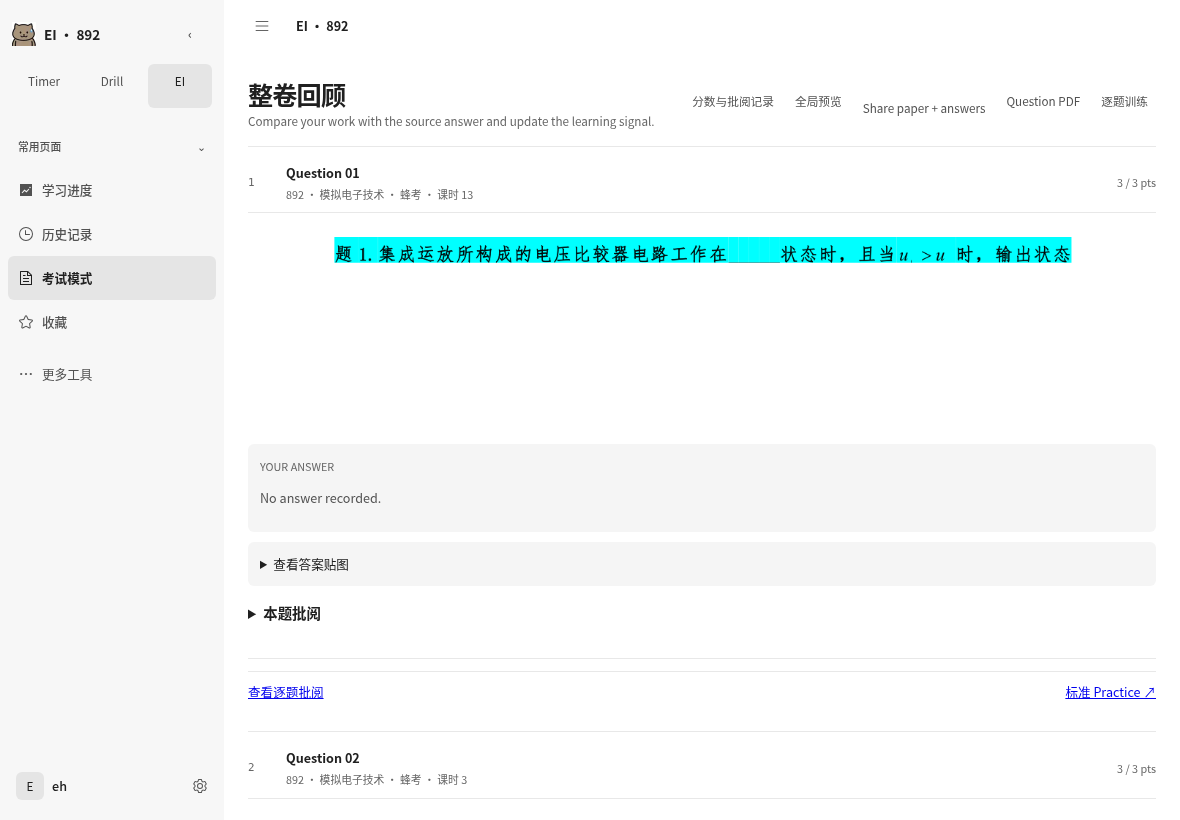 EI · 892
‹
Timer
Drill
EI
常用页面
学习进度
历史记录
考试模式
收藏
更多工具
E
eh
EI · 892
整卷回顾
Compare your work with the source answer and update the learning signal.
分数与批阅记录
全局预览
Share paper + answers
Question PDF
逐题训练
1
Question 01
892 · 模拟电子技术 · 蜂考 · 课时 13
3 / 3 pts
题 1. 集成运放所构成的电压比较器电路工作在______状态时，且当 u >u 时，输出状态
YOUR ANSWER
No answer recorded.
查看答案贴图
本题批阅
查看逐题批阅
标准 Practice ↗
2
Question 02
892 · 模拟电子技术 · 蜂考 · 课时 3
3 / 3 pts